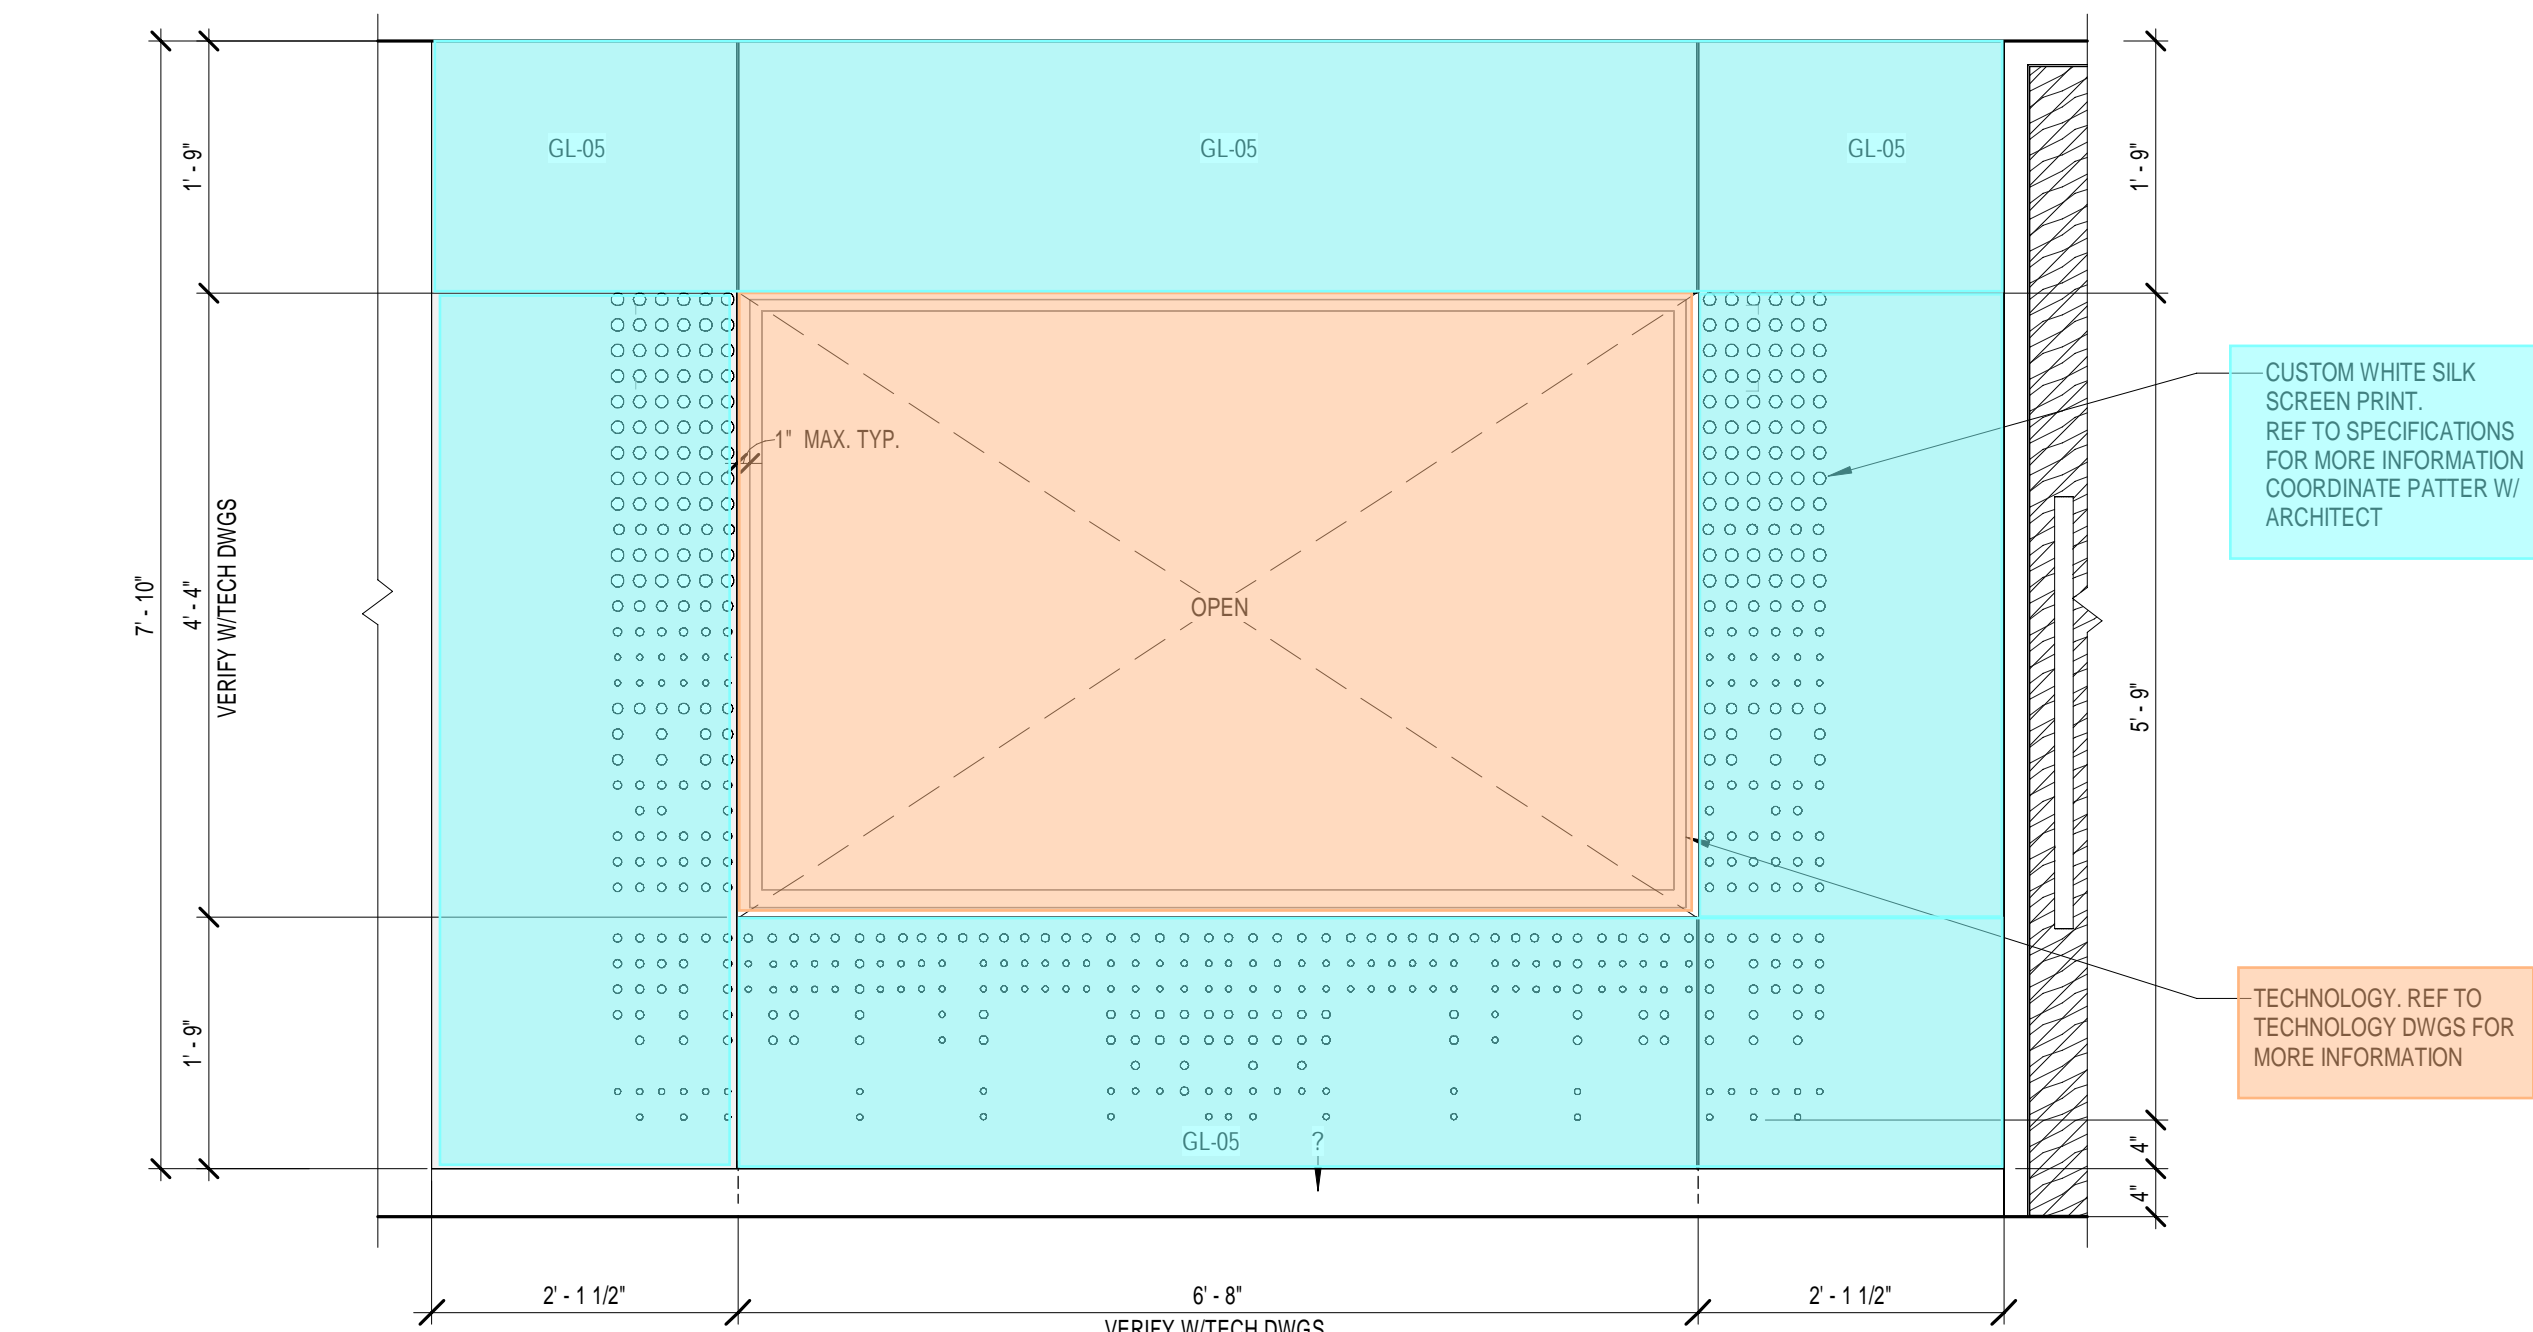 GL-05
GL-05
GL-05
1' - 9"
1' - 9"
CUSTOM WHITE SILK
SCREEN PRINT.
REF TO SPECIFICATIONS
FOR MORE INFORMATION
COORDINATE PATTER W/
ARCHITECT
1" MAX. TYP.
7' - 10"
4' - 4"
VERIFY W/TECH DWGS
OPEN
5' - 9"
TECHNOLOGY. REF TO
TECHNOLOGY DWGS FOR
MORE INFORMATION
1' - 9"
GL-05
?
4"
4"
2' - 1 1/2"
6' - 8"
2' - 1 1/2"
VERIFY W/TECH DWGS